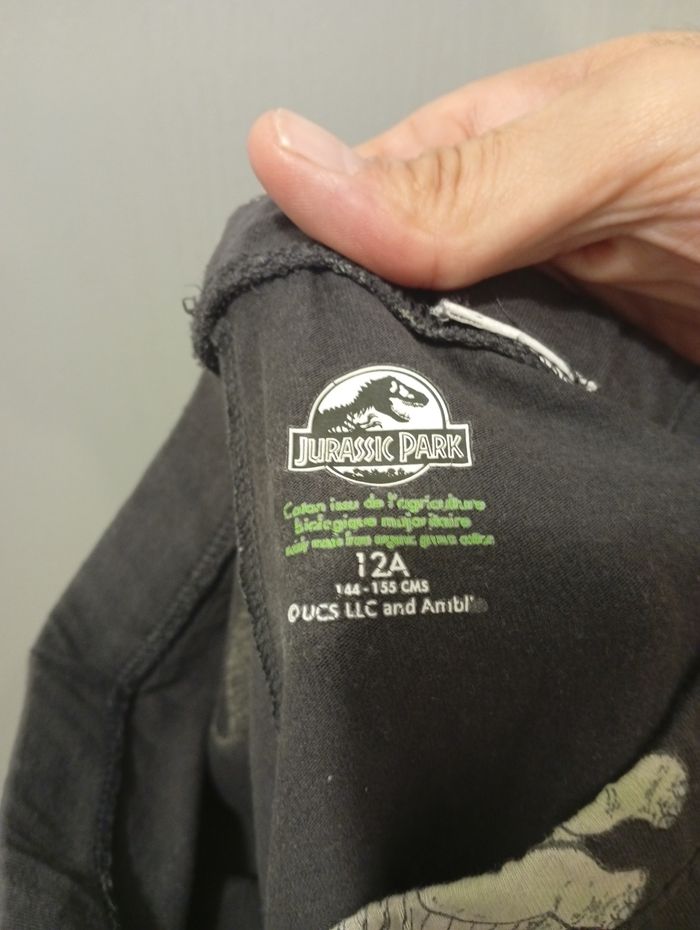 JURASSIC PARK
Coton issu de l'agriculture
biologique majoritaire
made from organic grown cotton
12A
144-155 CMS
©UCS LLC and Ambl